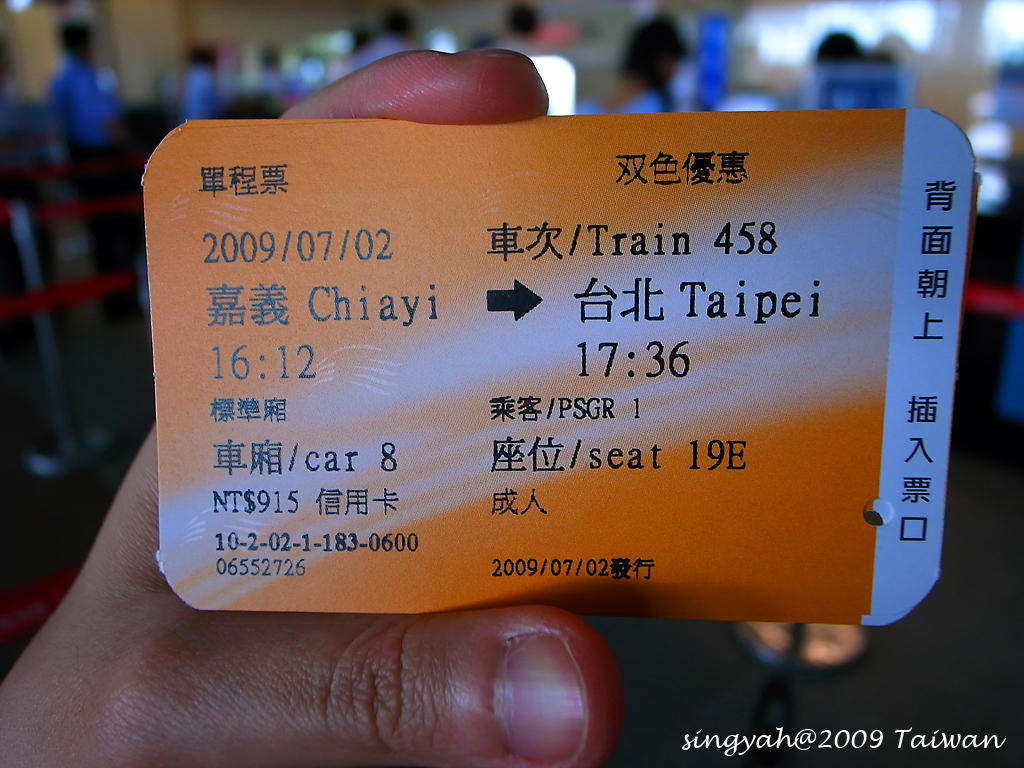 單程票 双色優惠
2009/07/02 車次/Train 458
嘉義 Chiayi ➡ 台北 Taipei
16:12 17:36
標準廂 乘客/PSGR 1
車廂/car 8 座位/seat 19E
NT$915 信用卡 成人
10-2-02-1-183-0600
06552726 2009/07/02發行
背面朝上 插入票口
singyah@2009 Taiwan